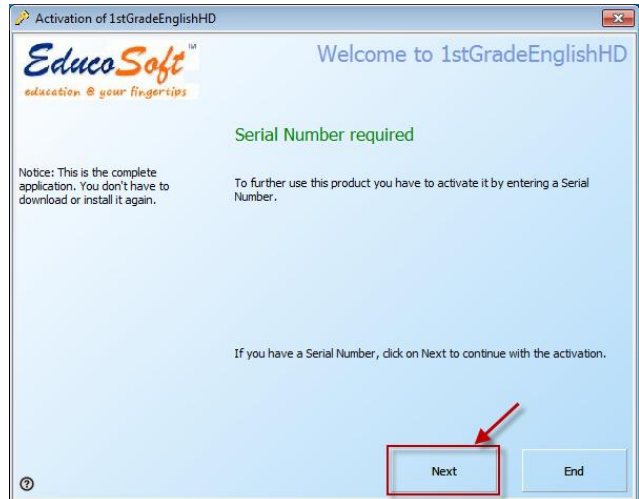 Activation of 1stGradeEnglishHD
EducoSoft™
education @ your fingertips
Welcome to 1stGradeEnglishHD
Serial Number required
Notice: This is the complete
application. You don't have to
download or install it again.
To further use this product you have to activate it by entering a Serial
Number.
If you have a Serial Number, click on Next to continue with the activation.
Next
End